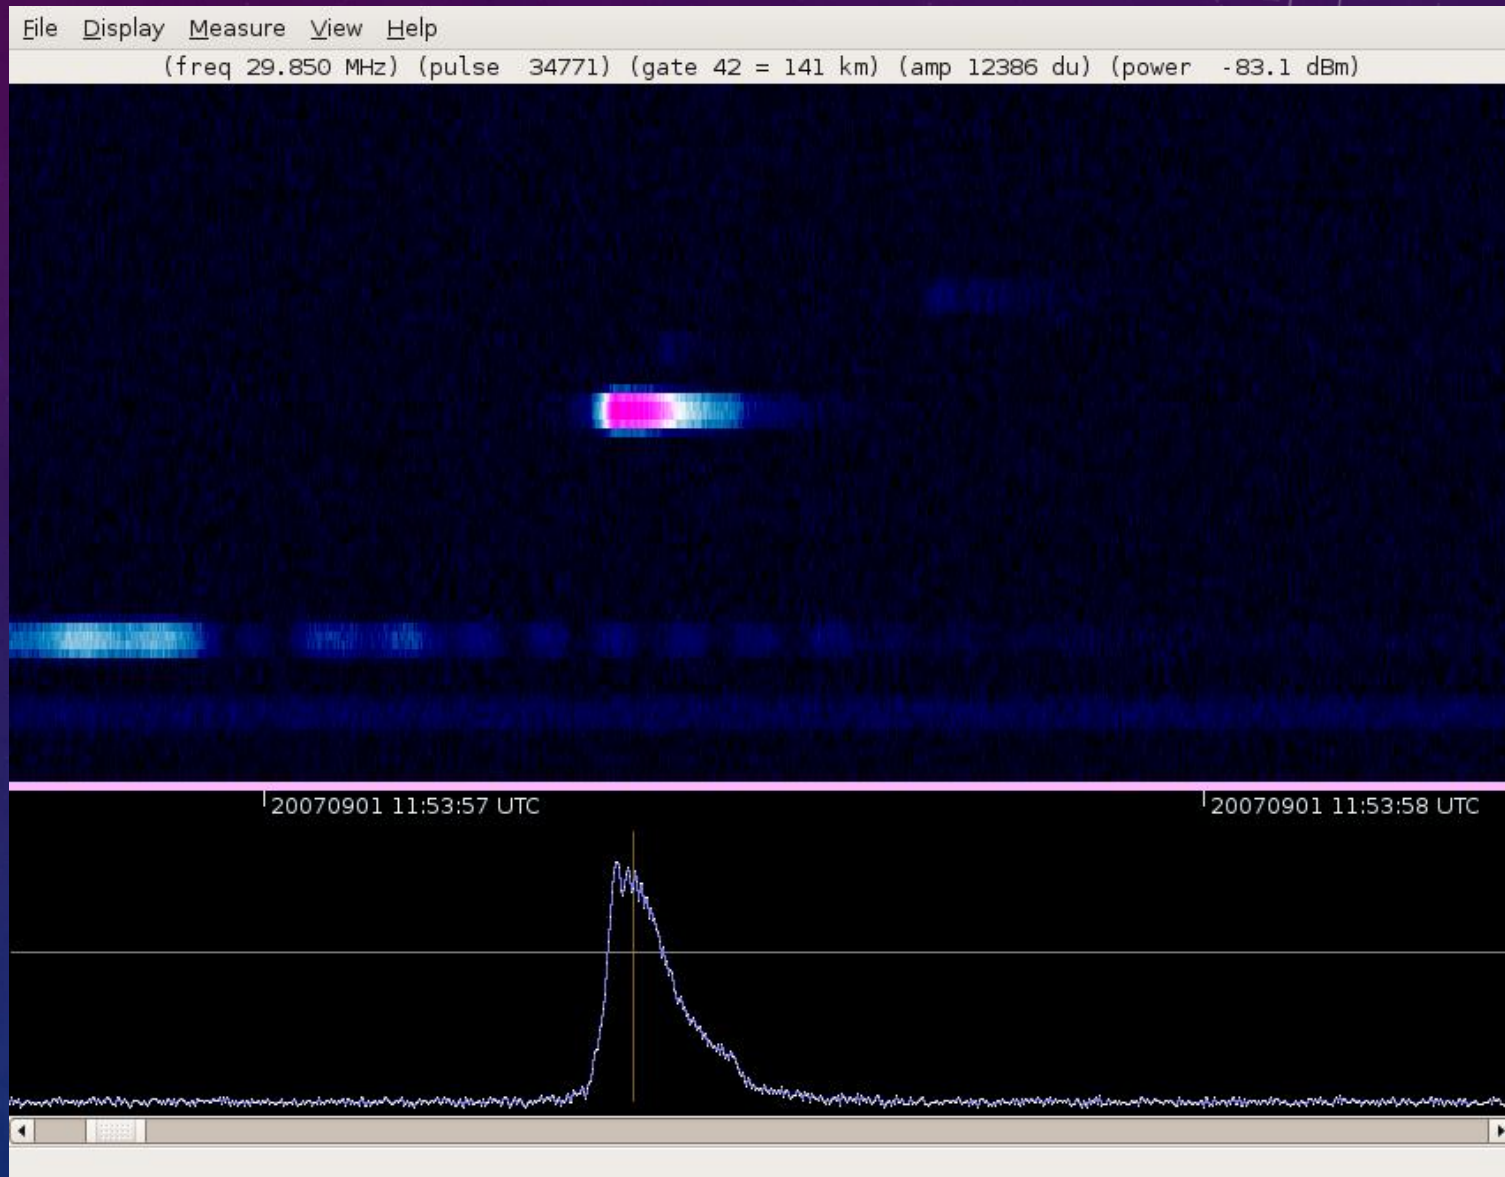 File Display Measure View Help
(freq 29.850 MHz) (pulse 34771) (gate 42 = 141 km) (amp 12386 du) (power -83.1 dBm)
20070901 11:53:57 UTC 20070901 11:53:58 UTC